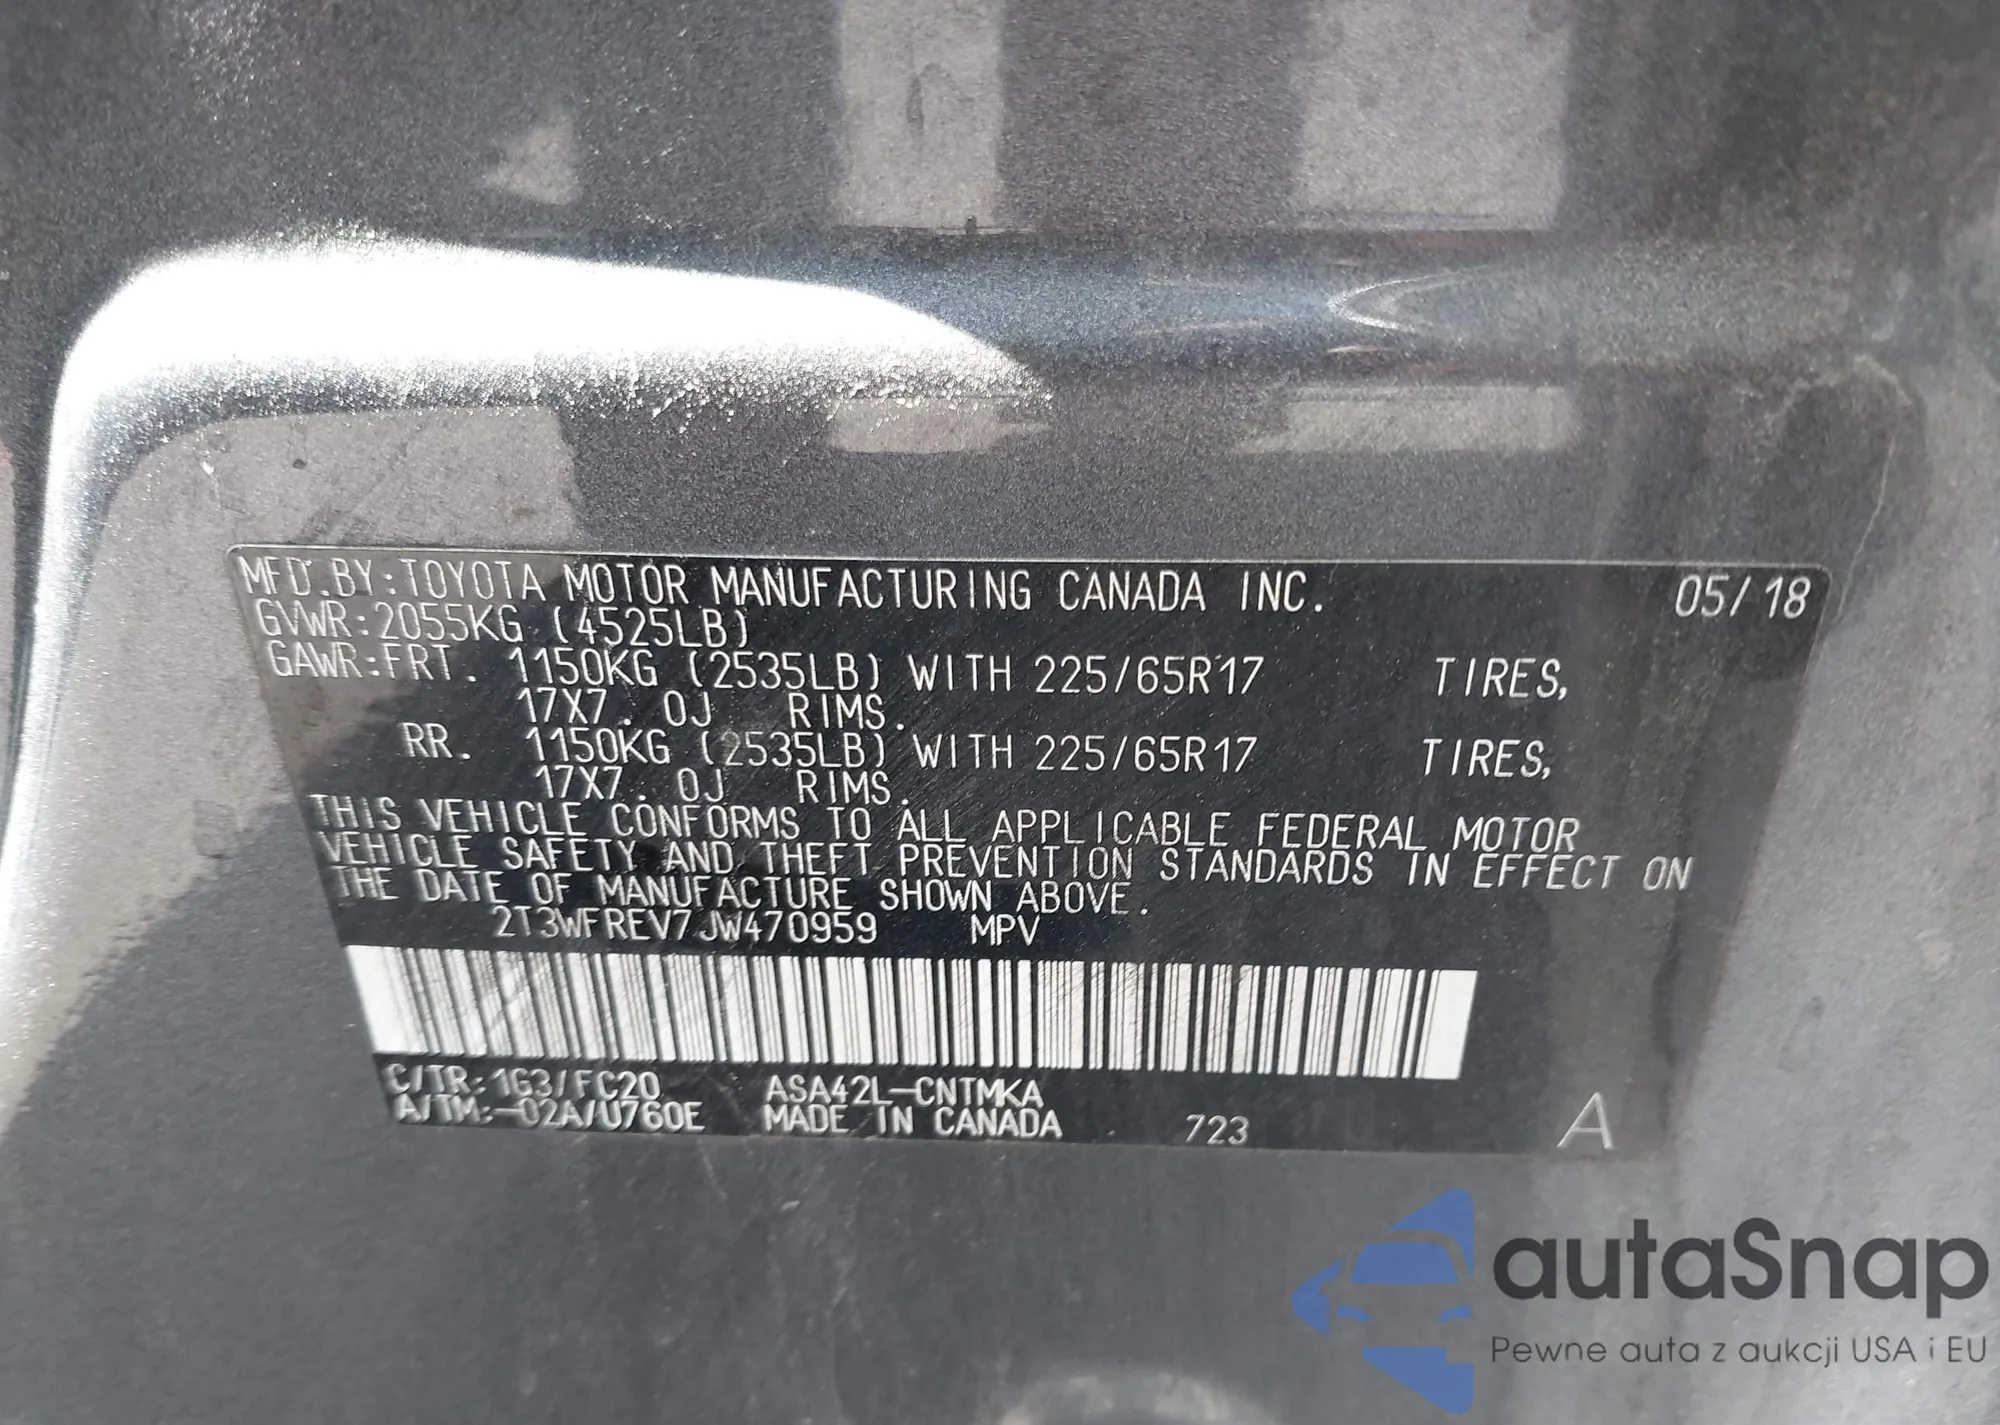 MFD.BY:TOYOTA MOTOR MANUFACTURING CANADA INC. 05/18
GVWR:2055KG (4525LB)
GAWR:FRT. 1150KG (2535LB) WITH 225/65R17 TIRES,
17X7.0J RIMS.
RR. 1150KG (2535LB) WITH 225/65R17 TIRES,
17X7.0J RIMS.
THIS VEHICLE CONFORMS TO ALL APPLICABLE FEDERAL MOTOR
VEHICLE SAFETY AND THEFT PREVENTION STANDARDS IN EFFECT ON
THE DATE OF MANUFACTURE SHOWN ABOVE.
2T3WFREV7JW470959 MPV
C/TR:1G3/FC20 ASA42L-CNTMKA
A/TM:-02A/U760E MADE IN CANADA 723 A
autaSnap
Pewne auta z aukcji USA i EU